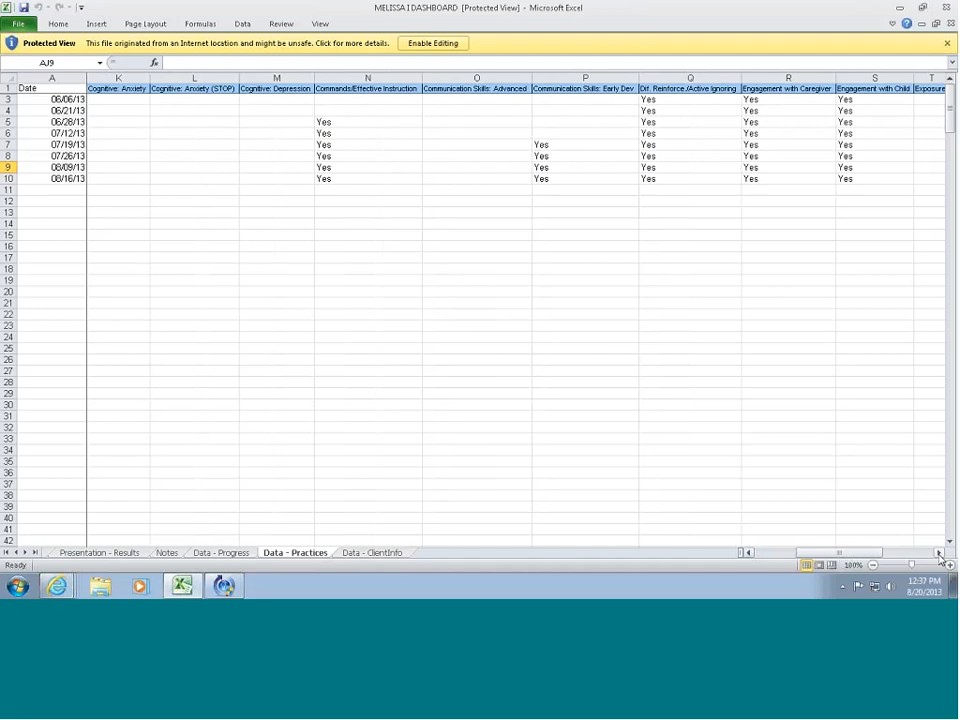 MELISSA I DASHBOARD [Protected View] - Microsoft Excel
File Home Insert Page Layout Formulas Data Review View
Protected View This file originated from an Internet location and might be unsafe. Click for more details. Enable Editing
AJ9 fx
A K L M N O P Q R S T
1 Date Cognitive: Anxiety Cognitive: Anxiety (STOP) Cognitive: Depression Commands/Effective Instruction Communication Skills: Advanced Communication Skills: Early Dev Dif. Reinforce./Active Ignoring Engagement with Caregiver Engagement with Child Exposure
3 06/06/13 Yes Yes Yes
4 06/21/13 Yes Yes Yes
5 06/28/13 Yes Yes Yes Yes
6 07/12/13 Yes Yes Yes Yes
7 07/19/13 Yes Yes Yes Yes Yes
8 07/26/13 Yes Yes Yes Yes Yes
9 08/09/13 Yes Yes Yes Yes Yes
10 08/16/13 Yes Yes Yes Yes Yes
11
12
13
14
15
16
17
18
19
20
21
22
23
24
25
26
27
28
29
30
31
32
33
34
35
36
37
38
39
40
41
42
Presentation - Results Notes Data - Progress Data - Practices Data - ClientInfo
Ready 100%
12:37 PM
8/20/2013